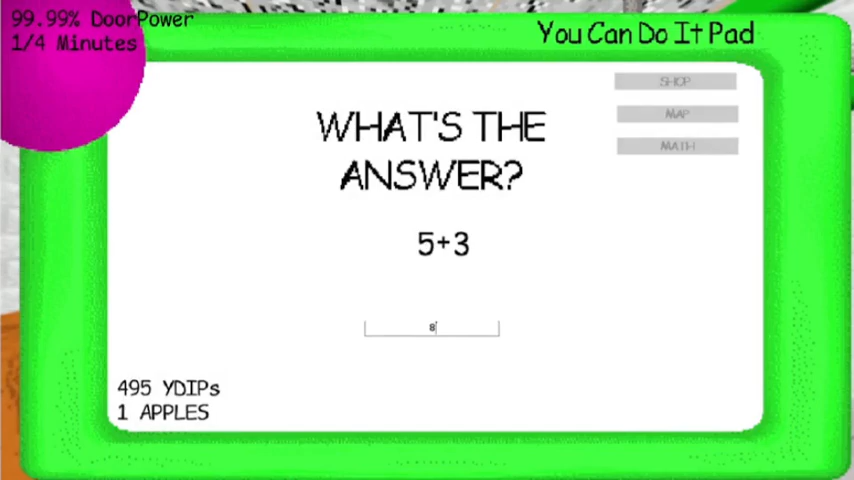 99.99% DoorPower
1/4 Minutes
You Can Do It Pad
SHOP
MAP
MATH
WHAT'S THE
ANSWER?
5+3
8
495 YDIPs
1 APPLES